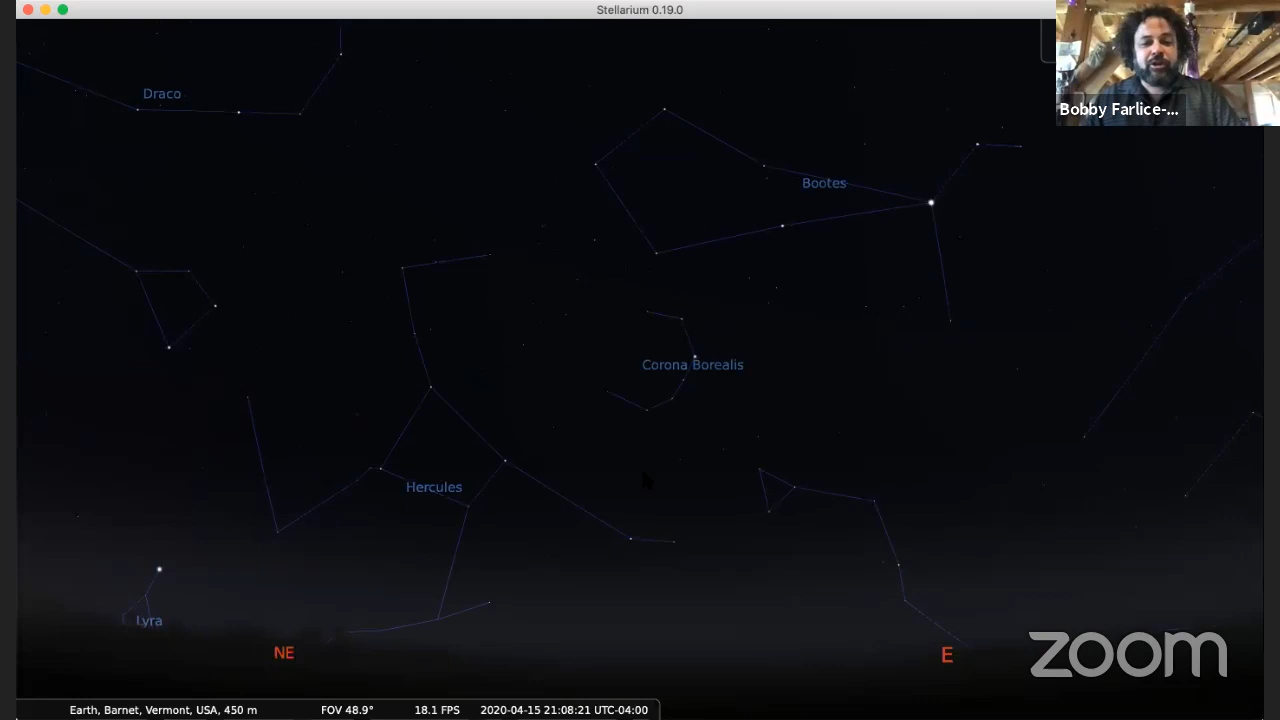 Stellarium 0.19.0
Draco
Bobby Farlice-...
Bootes
Corona Borealis
Hercules
Lyra
NE
E
zoom
Earth, Barnet, Vermont, USA, 450 m FOV 48.9° 18.1 FPS 2020-04-15 21:08:21 UTC-04:00